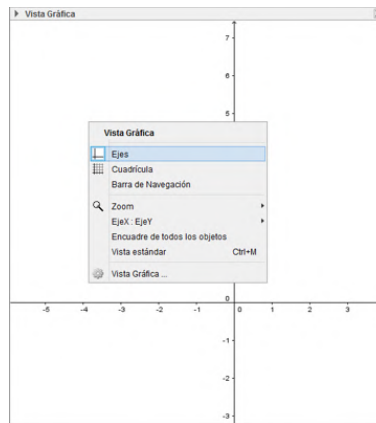 Vista Gráfica
7
6
5
Vista Gráfica
Ejes
Cuadrícula
Barra de Navegación
Zoom
EjeX : EjeY
Encuadre de todos los objetos
Vista estándar Ctrl+M
Vista Gráfica ...
0
-5 -4 -3 -2 -1 0 1 2 3
-1
-2
-3